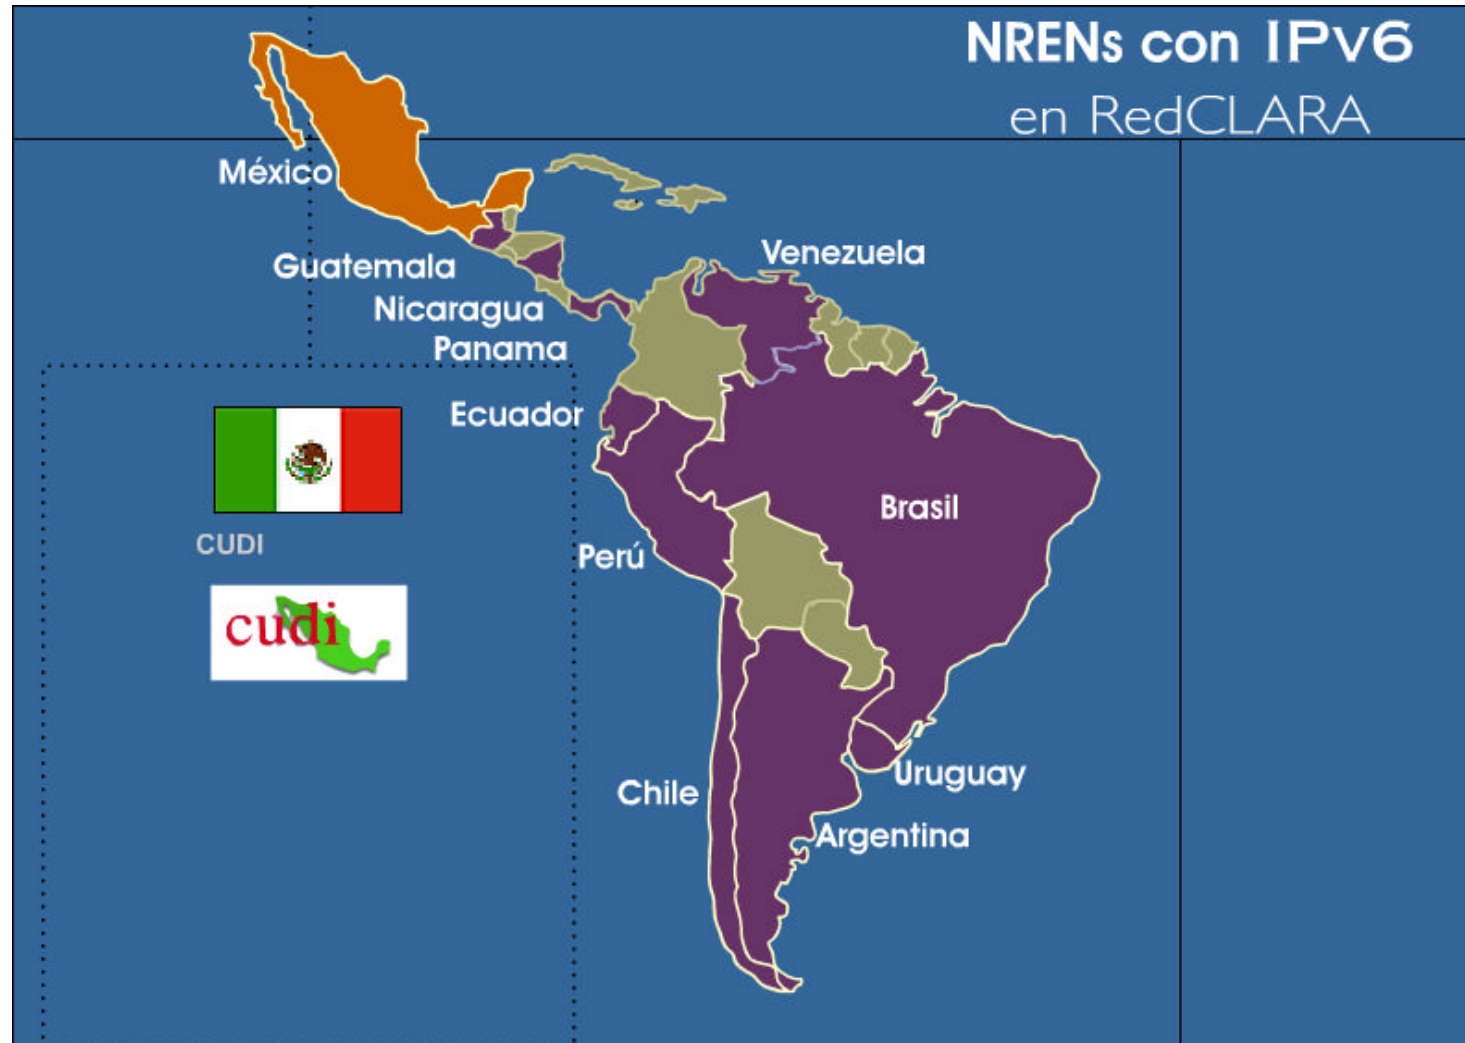 NRENs con IPv6
en RedCLARA
México
Guatemala
Nicaragua
Panama
Venezuela
Ecuador
Brasil
Perú
CUDI
cudi
Chile
Uruguay
Argentina